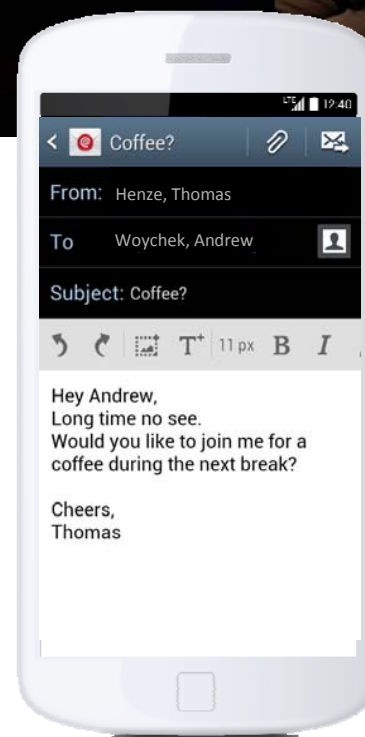 LTE 12:40
< @ Coffee?
From: Henze, Thomas
To Woychek, Andrew
Subject: Coffee?
T+ 11 px B I
Hey Andrew,
Long time no see.
Would you like to join me for a
coffee during the next break?
Cheers,
Thomas